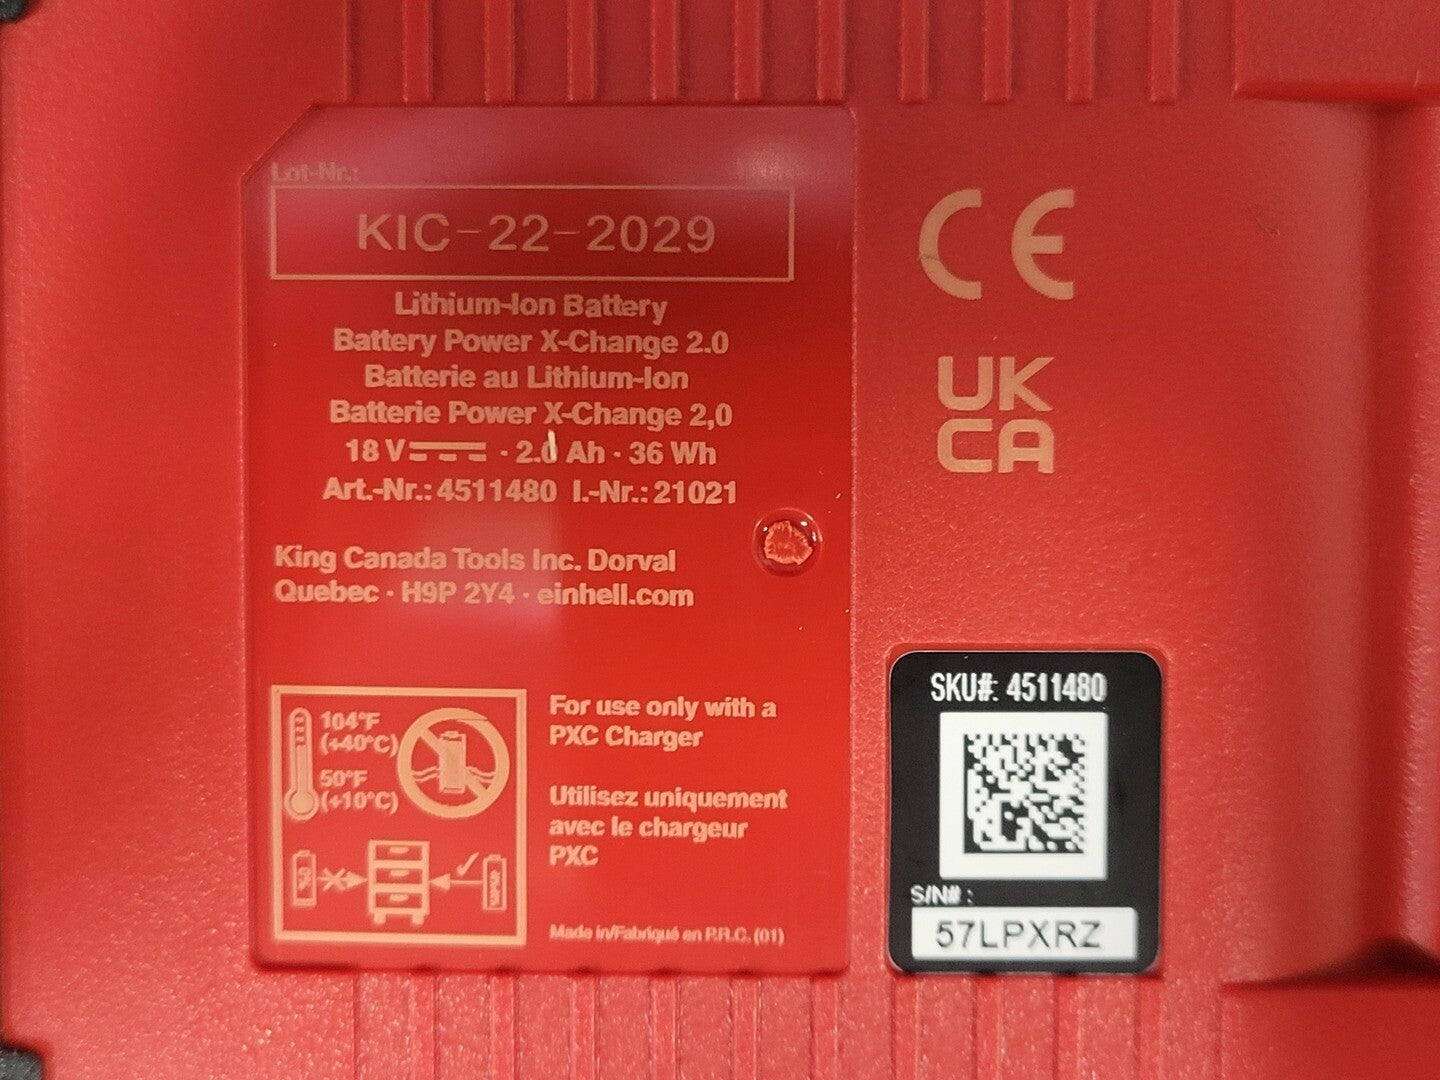 Lot-Nr.:
KIC-22-2029
Lithium-Ion Battery
Battery Power X-Change 2.0
Batterie au Lithium-Ion
Batterie Power X-Change 2,0
18 V · 2.0 Ah · 36 Wh
Art.-Nr.: 4511480 I.-Nr.: 21021
King Canada Tools Inc. Dorval
Quebec · H9P 2Y4 · einhell.com
104°F
(+40°C)
50°F
(+10°C)
For use only with a
PXC Charger
Utilisez uniquement
avec le chargeur
PXC
Made in/Fabriqué en P.R.C. (01)
CE
UK
CA
SKU#: 4511480
S/N# :
57LPXRZ